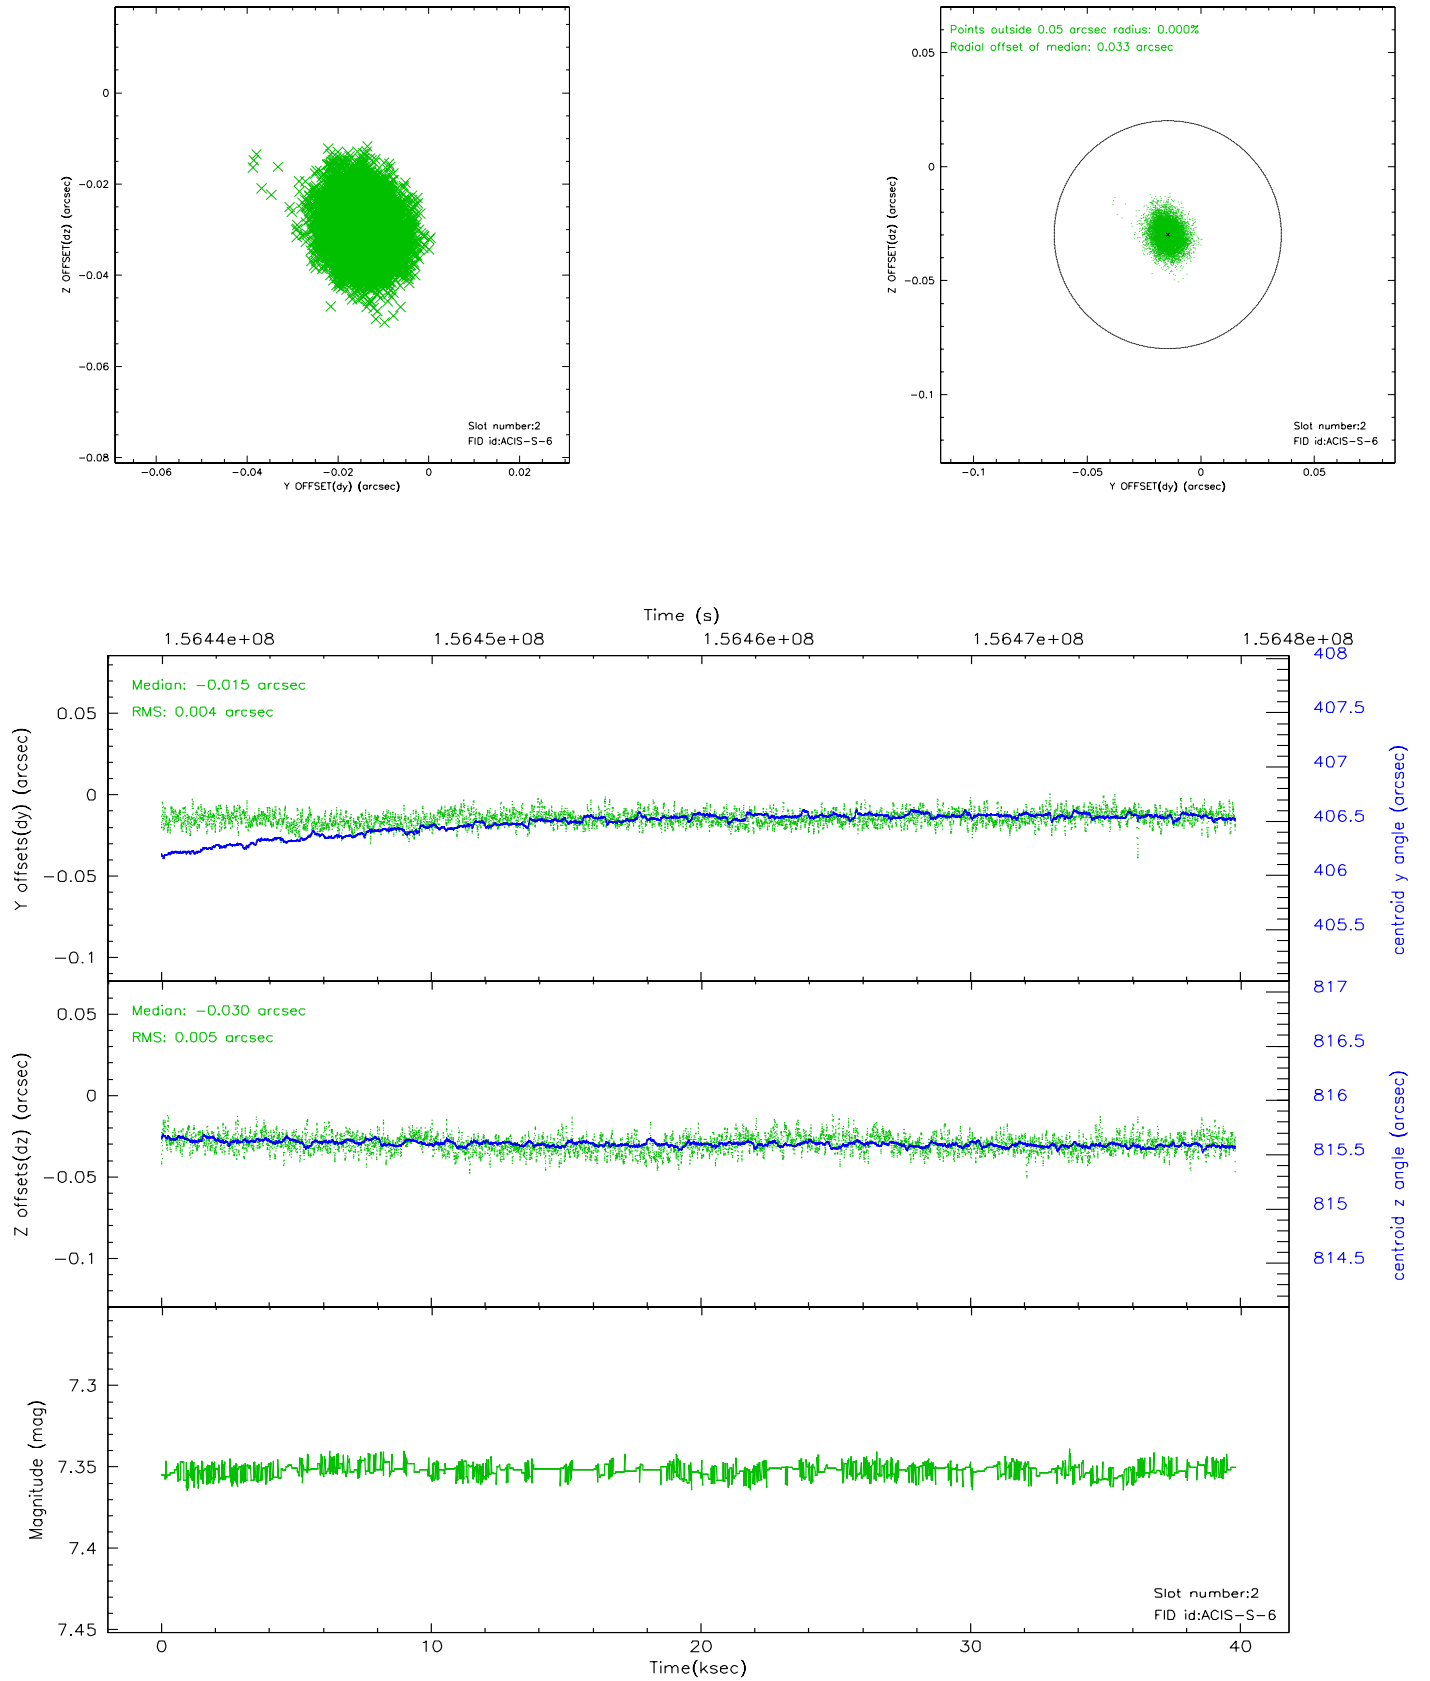 0
−0.02
−0.04
−0.06
−0.08
Z OFFSET(dz) (arcsec)
Slot number:2
FID id:ACIS−S−6
−0.06 −0.04 −0.02 0 0.02
Y OFFSET(dy) (arcsec)
Points outside 0.05 arcsec radius: 0.000%
Radial offset of median: 0.033 arcsec
0.05
0
−0.05
−0.1
Z OFFSET(dz) (arcsec)
Slot number:2
FID id:ACIS−S−6
−0.1 −0.05 0 0.05
Y OFFSET(dy) (arcsec)
Time (s)
1.5644e+08 1.5645e+08 1.5646e+08 1.5647e+08 1.5648e+08
Median: −0.015 arcsec
RMS: 0.004 arcsec
0.05
0
−0.05
−0.1
Y offsets(dy) (arcsec)
408
407.5
407
406.5
406
405.5
centroid y angle (arcsec)
Median: −0.030 arcsec
RMS: 0.005 arcsec
0.05
0
−0.05
−0.1
Z offsets(dz) (arcsec)
817
816.5
816
815.5
815
814.5
centroid z angle (arcsec)
7.3
7.35
7.4
7.45
Magnitude (mag)
Slot number:2
FID id:ACIS−S−6
0 10 20 30 40
Time(ksec)